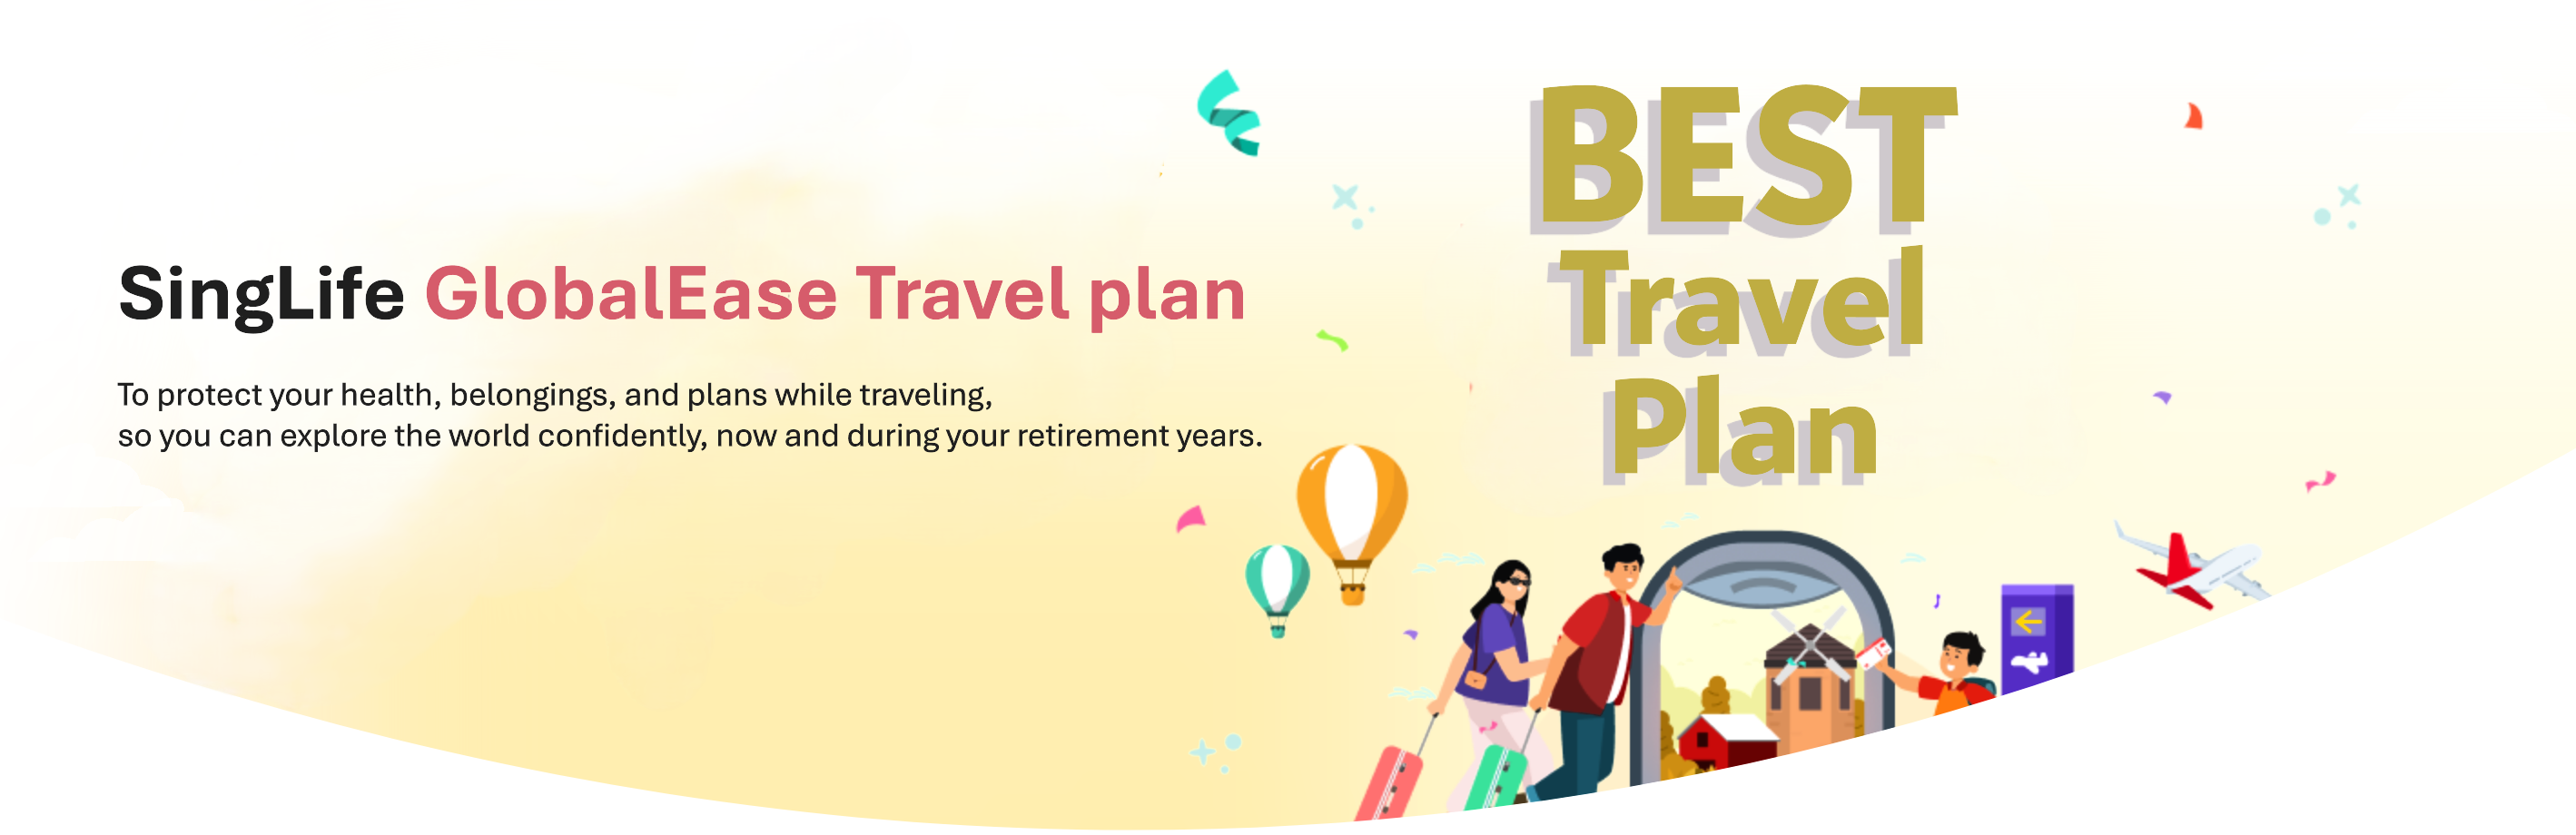 SingLife GlobalEase Travel plan
To protect your health, belongings, and plans while traveling,
so you can explore the world confidently, now and during your retirement years.
BEST
Travel
Plan